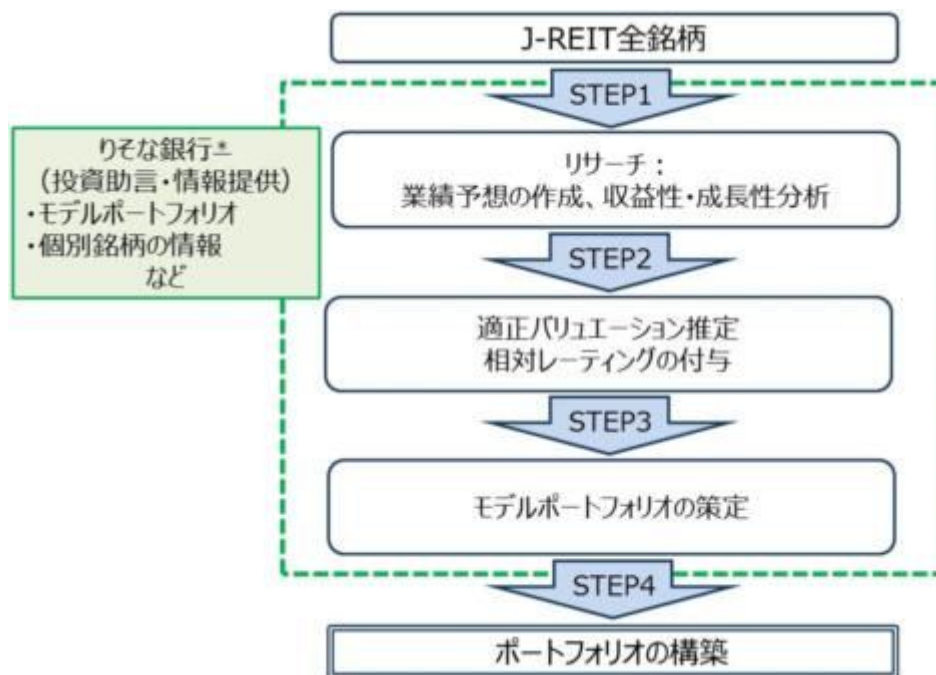 J-REIT全銘柄
STEP1
りそな銀行*
(投資助言・情報提供)
・モデルポートフォリオ
・個別銘柄の情報
など
リサーチ：
業績予想の作成、収益性・成長性分析
STEP2
適正バリュエーション推定
相対レーティングの付与
STEP3
モデルポートフォリオの策定
STEP4
ポートフォリオの構築